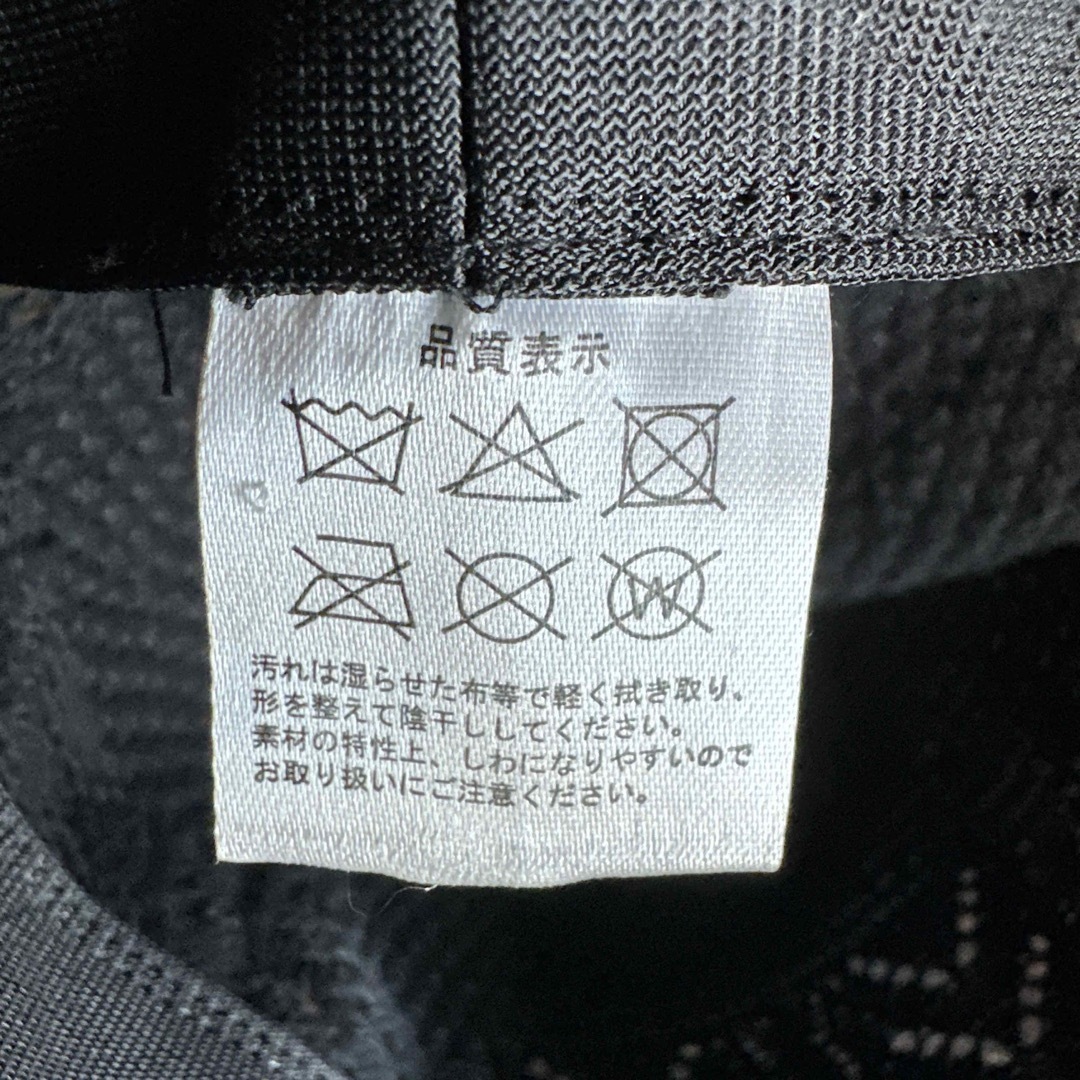 品質表示
W
汚れは湿らせた布等で軽く拭き取り、
形を整えて陰干ししてください。
素材の特性上、しわになりやすいので
お取り扱いにご注意ください。